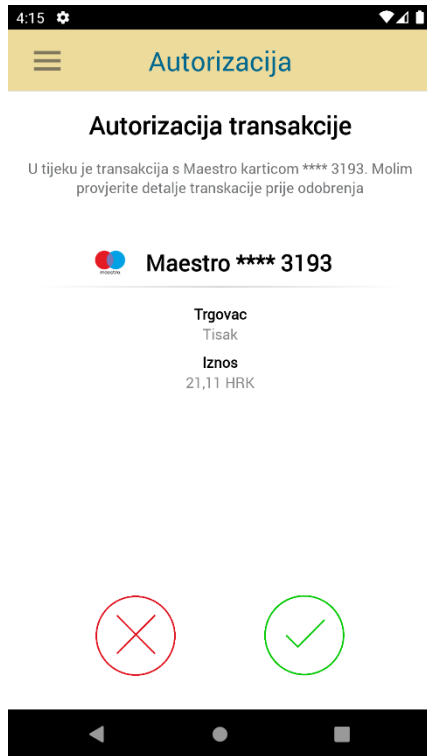 4:15
Autorizacija
Autorizacija transakcije
U tijeku je transakcija s Maestro karticom **** 3193. Molim
provjerite detalje transkacije prije odobrenja
maestro
Maestro **** 3193
Trgovac
Tisak
Iznos
21,11 HRK